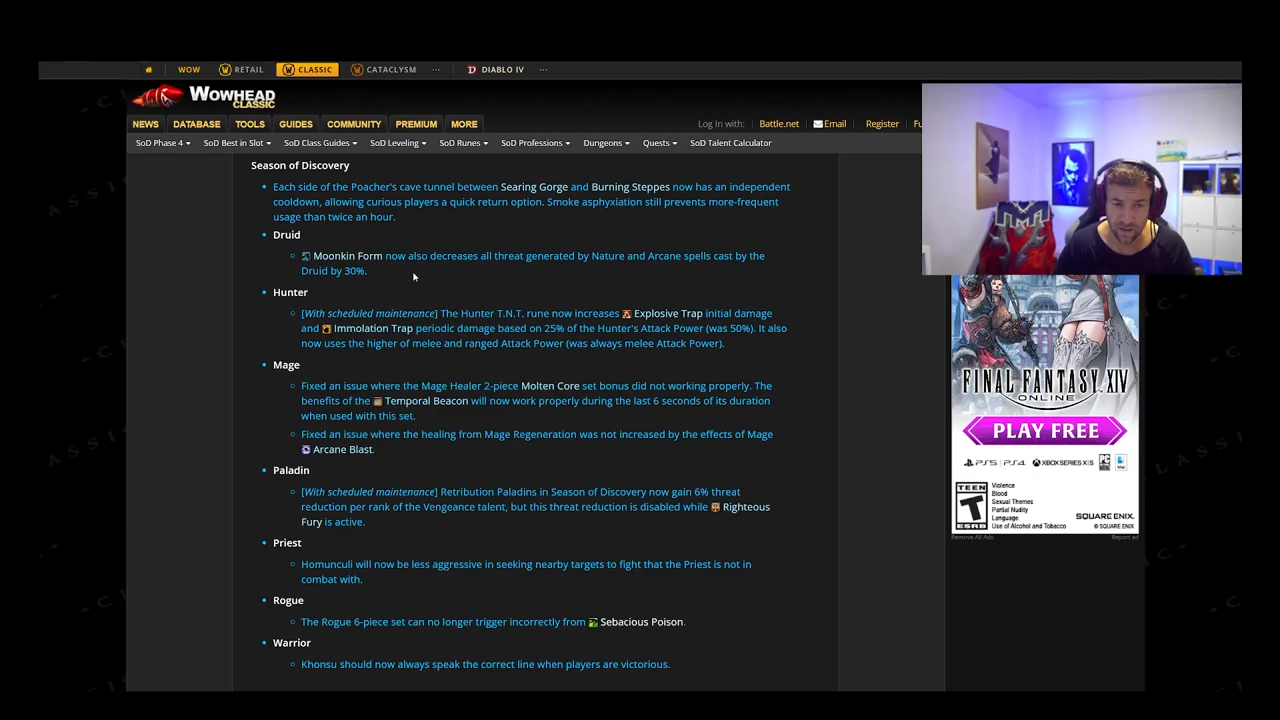 WOW RETAIL CLASSIC CATACLYSM ... DIABLO IV ...
WOWHEAD
CLASSIC
NEWS DATABASE TOOLS GUIDES COMMUNITY PREMIUM MORE Log In with: Battle.net Email Register Fu
SoD Phase 4 SoD Best in Slot SoD Class Guides SoD Leveling SoD Runes SoD Professions Dungeons Quests SoD Talent Calculator
Season of Discovery
Each side of the Poacher's cave tunnel between Searing Gorge and Burning Steppes now has an independent
cooldown, allowing curious players a quick return option. Smoke asphyxiation still prevents more-frequent
usage than twice an hour.
Druid
Moonkin Form now also decreases all threat generated by Nature and Arcane spells cast by the
Druid by 30%.
Hunter
[With scheduled maintenance] The Hunter T.N.T. rune now increases Explosive Trap initial damage
and Immolation Trap periodic damage based on 25% of the Hunter's Attack Power (was 50%). It also
now uses the higher of melee and ranged Attack Power (was always melee Attack Power).
Mage
Fixed an issue where the Mage Healer 2-piece Molten Core set bonus did not working properly. The
benefits of the Temporal Beacon will now work properly during the last 6 seconds of its duration
when used with this set.
Fixed an issue where the healing from Mage Regeneration was not increased by the effects of Mage
Arcane Blast.
Paladin
[With scheduled maintenance] Retribution Paladins in Season of Discovery now gain 6% threat
reduction per rank of the Vengeance talent, but this threat reduction is disabled while Righteous
Fury is active.
Priest
Homunculi will now be less aggressive in seeking nearby targets to fight that the Priest is not in
combat with.
Rogue
The Rogue 6-piece set can no longer trigger incorrectly from Sebacious Poison.
Warrior
Khonsu should now always speak the correct line when players are victorious.
FINAL FANTASY XIV
ONLINE
PLAY FREE
PS5 PS4 XBOX SERIES X|S PC Mac
TEEN
T
ESRB
Violence
Blood
Sexual Themes
Partial Nudity
Language
Use of Alcohol and Tobacco
SQUARE ENIX.
© SQUARE ENIX
Remove All Ads Report ad